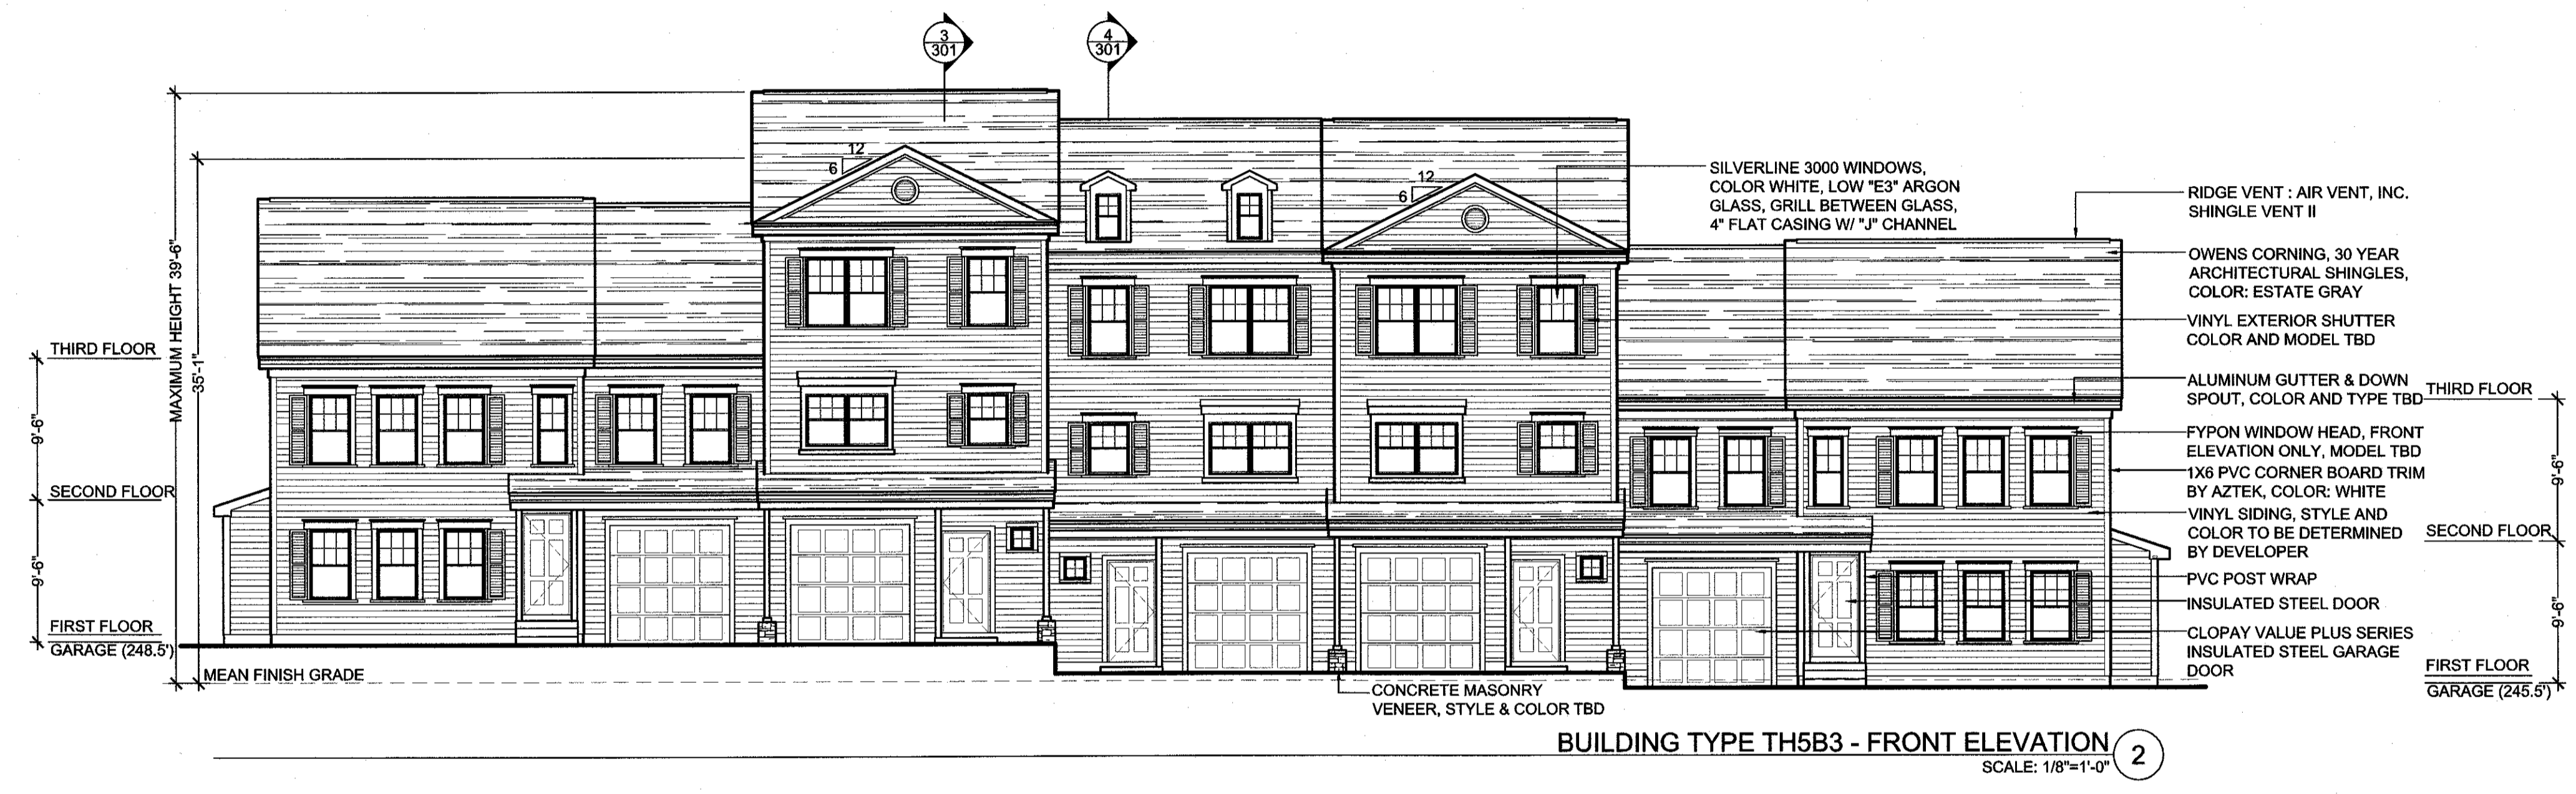 3
301
4
301
12
6
12
6
MAXIMUM HEIGHT 39'-6"
35'-1"
SILVERLINE 3000 WINDOWS,
COLOR WHITE, LOW "E3" ARGON
GLASS, GRILL BETWEEN GLASS,
4" FLAT CASING W/ "J" CHANNEL
RIDGE VENT : AIR VENT, INC.
SHINGLE VENT II
OWENS CORNING, 30 YEAR
ARCHITECTURAL SHINGLES,
COLOR: ESTATE GRAY
VINYL EXTERIOR SHUTTER
COLOR AND MODEL TBD
ALUMINUM GUTTER & DOWN
SPOUT, COLOR AND TYPE TBD
FYPON WINDOW HEAD, FRONT
ELEVATION ONLY, MODEL TBD
1X6 PVC CORNER BOARD TRIM
BY AZTEK, COLOR: WHITE
VINYL SIDING, STYLE AND
COLOR TO BE DETERMINED
BY DEVELOPER
PVC POST WRAP
INSULATED STEEL DOOR
CLOPAY VALUE PLUS SERIES
INSULATED STEEL GARAGE
DOOR
THIRD FLOOR
9'-6"
SECOND FLOOR
9'-6"
FIRST FLOOR
GARAGE (248.5')
MEAN FINISH GRADE
THIRD FLOOR
9'-6"
SECOND FLOOR
9'-6"
FIRST FLOOR
GARAGE (245.5')
CONCRETE MASONRY
VENEER, STYLE & COLOR TBD
BUILDING TYPE TH5B3 - FRONT ELEVATION
2
SCALE: 1/8"=1'-0"